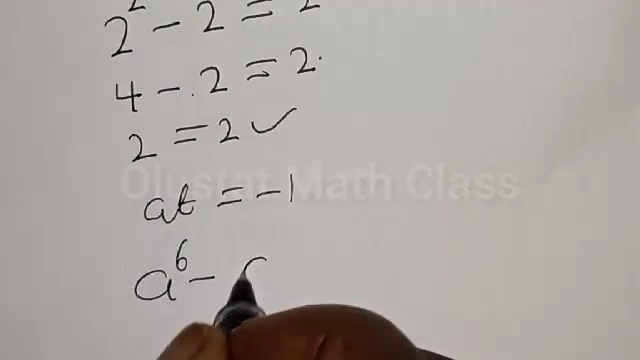 2² - 2 = 2
4 - 2 = 2
2 = 2 ✓
at = -1
a⁶ -
Olustat Math Class